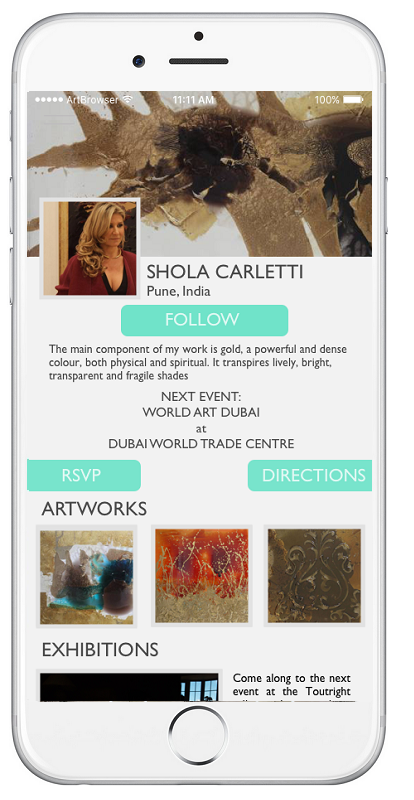 ArtBrowser 11:11 AM 100%
SHOLA CARLETTI
Pune, India
FOLLOW
The main component of my work is gold, a powerful and dense
colour, both physical and spiritual. It transpires lively, bright,
transparent and fragile shades
NEXT EVENT:
WORLD ART DUBAI
at
DUBAI WORLD TRADE CENTRE
RSVP
DIRECTIONS
ARTWORKS
EXHIBITIONS
Come along to the next
event at the Toutright